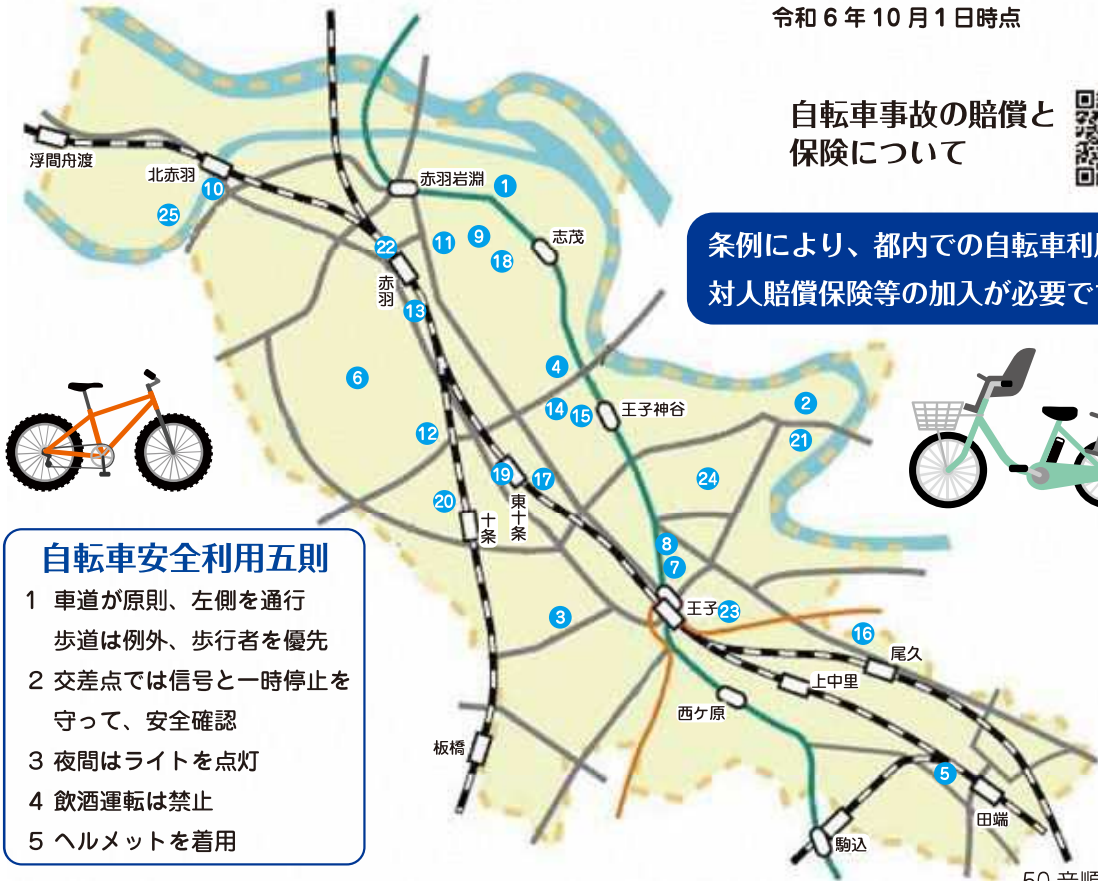 令和6年10月1日時点
自転車事故の賠償と
保険について
条例により、都内での自転車利
対人賠償保険等の加入が必要で
浮間舟渡
北赤羽
10
25
赤羽岩淵
1
22
11
9
18
志茂
赤羽
13
6
4
14
15
王子神谷
2
21
12
19
17
24
20
十条
東十条
8
7
3
王子
23
16
尾久
上中里
西ケ原
板橋
5
田端
駒込
自転車安全利用五則
1 車道が原則、左側を通行
歩道は例外、歩行者を優先
2 交差点では信号と一時停止を
守って、安全確認
3 夜間はライトを点灯
4 飲酒運転は禁止
5 ヘルメットを着用